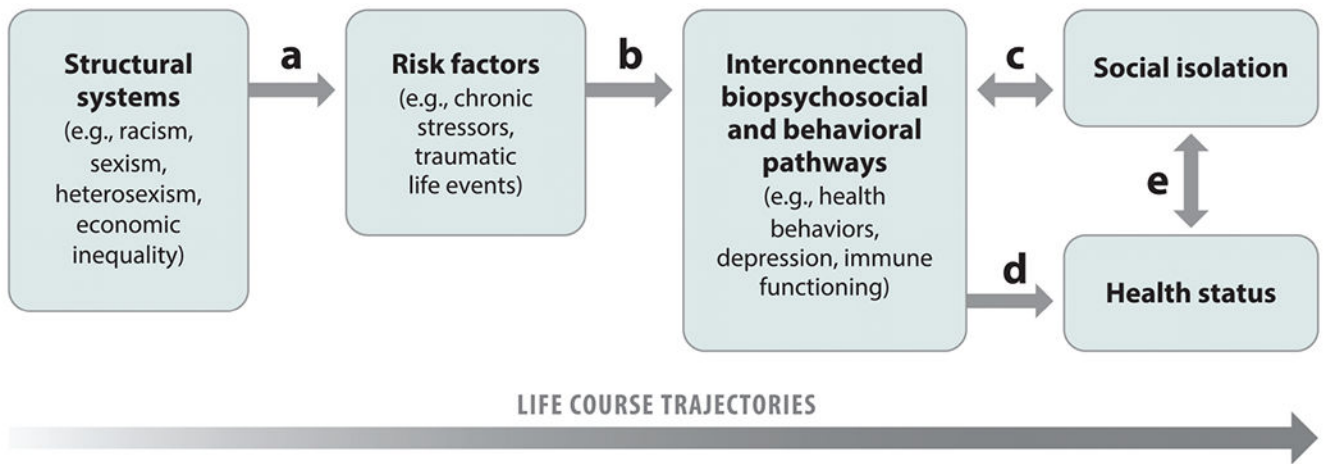 Structural
systems
(e.g., racism,
sexism,
heterosexism,
economic
inequality)
a
Risk factors
(e.g., chronic
stressors,
traumatic
life events)
b
Interconnected
biopsychosocial
and behavioral
pathways
(e.g., health
behaviors,
depression, immune
functioning)
c
Social isolation
e
d
Health status
LIFE COURSE TRAJECTORIES